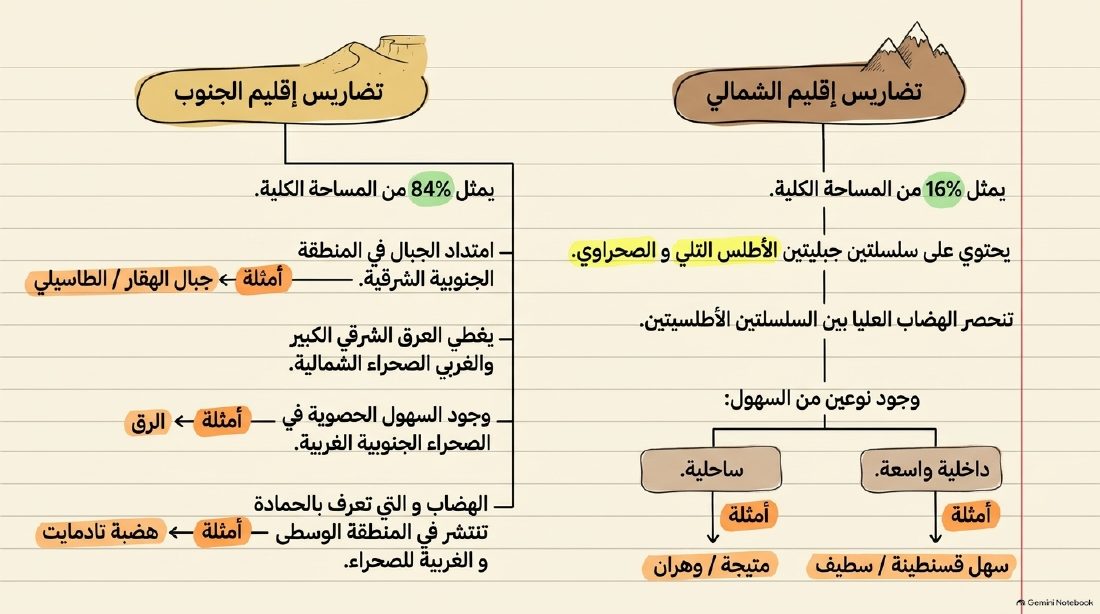 تضاريس إقليم الشمالي
يمثل 16% من المساحة الكلية.
يحتوي على سلسلتين جبليتين الأطلس التلي و الصحراوي.
تنحصر الهضاب العليا بين السلسلتين الأطلسيتين.
وجود نوعين من السهول:
داخلية واسعة.
أمثلة
سهل قسنطينة / سطيف
ساحلية.
أمثلة
متيجة / وهران
تضاريس إقليم الجنوب
يمثل 84% من المساحة الكلية.
امتداد الجبال في المنطقة
الجنوبية الشرقية.
أمثلة
جبال الهقار / الطاسيلي
يغطي العرق الشرقي الكبير
والغربي الصحراء الشمالية.
وجود السهول الحصوية في
الصحراء الجنوبية الغربية.
أمثلة
الرق
الهضاب و التي تعرف بالحمادة
تنتشر في المنطقة الوسطى
و الغربية للصحراء.
أمثلة
هضبة تادمايت
Gemini Notebook